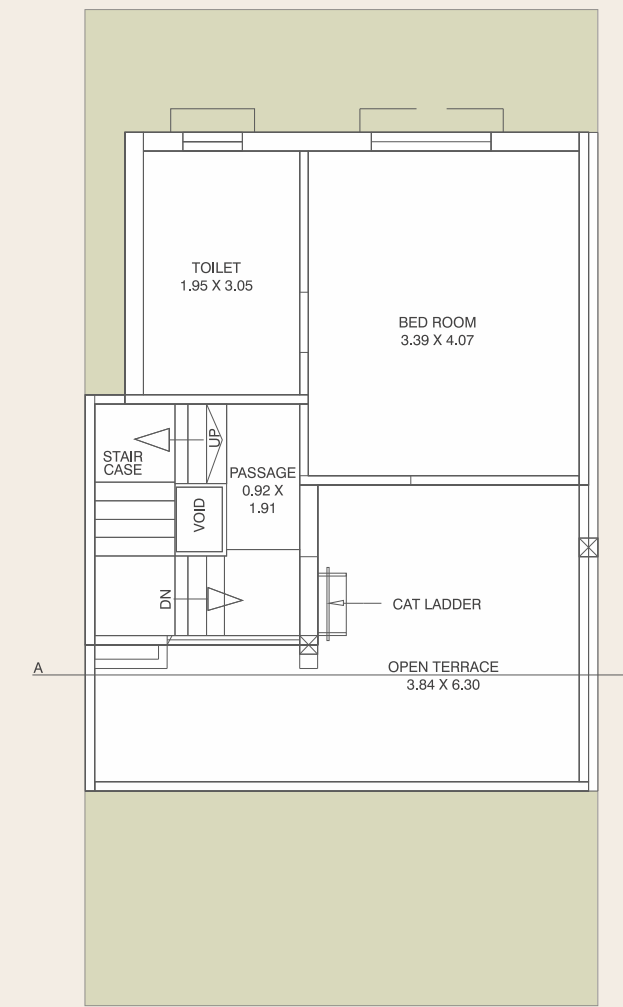 TOILET
1.95 X 3.05
BED ROOM
3.39 X 4.07
UP
STAIR
CASE
PASSAGE
0.92 X
1.91
VOID
DN
CAT LADDER
A
OPEN TERRACE
3.84 X 6.30